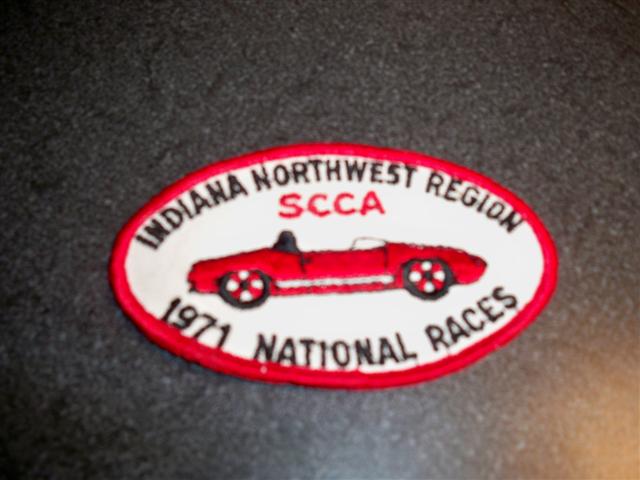 INDIANA NORTHWEST REGION
SCCA
1971 NATIONAL RACES